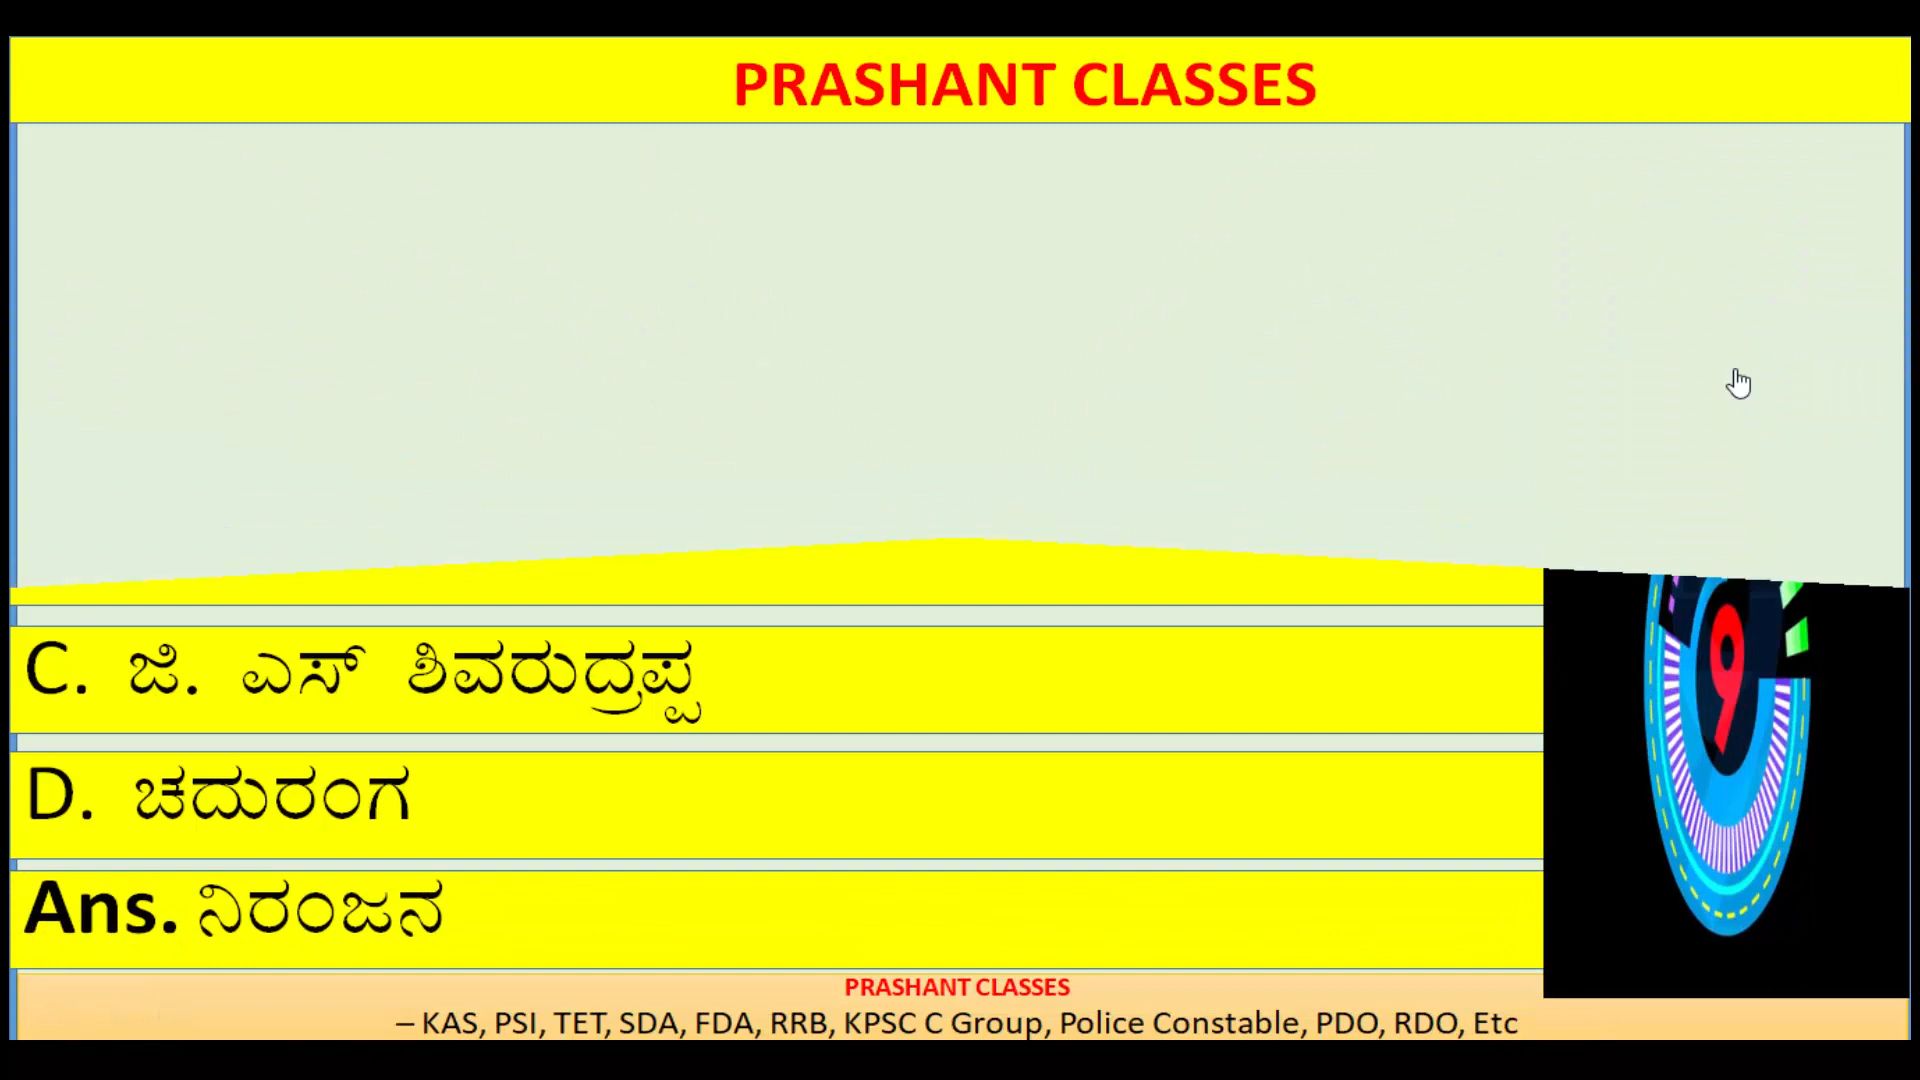 PRASHANT CLASSES
C. ಜಿ. ಎಸ್ ಶಿವರುದ್ರಪ್ಪ
D. ಚದುರಂಗ
9
Ans. ನಿರಂಜನ
PRASHANT CLASSES
– KAS, PSI, TET, SDA, FDA, RRB, KPSC C Group, Police Constable, PDO, RDO, Etc